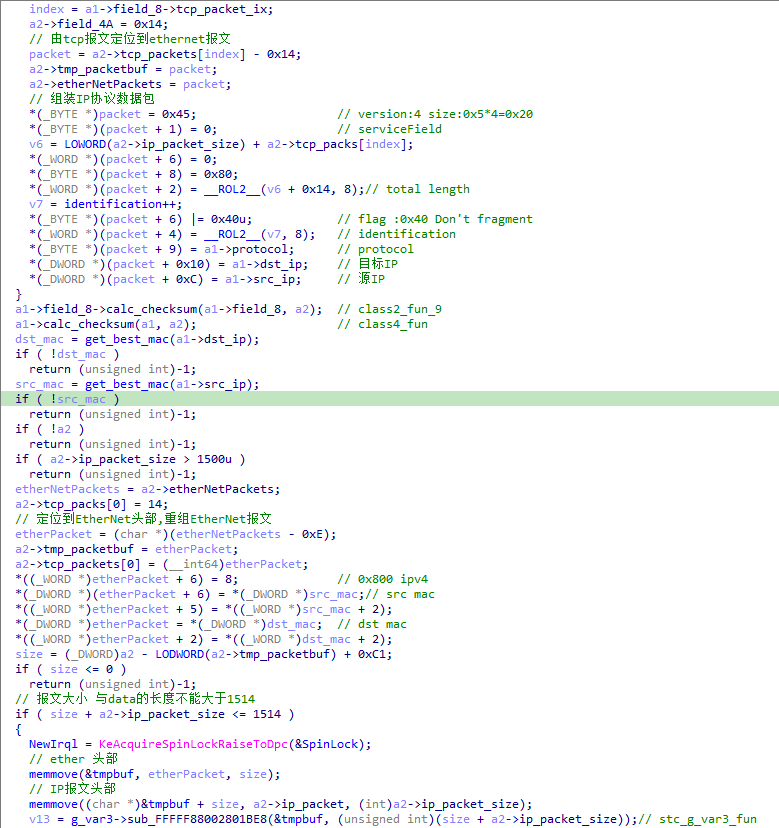 index = a1->field_8->tcp_packet_ix;
a2->field_4A = 0x14;
// 由tcp报文定位到ethernet报文
packet = a2->tcp_packets[index] - 0x14;
a2->tmp_packetbuf = packet;
a2->etherNetPackets = packet;
// 组装IP协议数据包
*(_BYTE *)packet = 0x45; // version:4 size:0x5*4=0x20
*(_BYTE *)(packet + 1) = 0; // serviceField
v6 = LOWORD(a2->ip_packet_size) + a2->tcp_packs[index];
*(_WORD *)(packet + 6) = 0;
*(_BYTE *)(packet + 8) = 0x80;
*(_WORD *)(packet + 2) = __ROL2__(v6 + 0x14, 8);// total length
v7 = identification++;
*(_BYTE *)(packet + 6) |= 0x40u; // flag :0x40 Don't fragment
*(_WORD *)(packet + 4) = __ROL2__(v7, 8); // identification
*(_BYTE *)(packet + 9) = a1->protocol; // protocol
*(_DWORD *)(packet + 0x10) = a1->dst_ip; // 目标IP
*(_DWORD *)(packet + 0xC) = a1->src_ip; // 源IP
}
a1->field_8->calc_checksum(a1->field_8, a2); // class2_fun_9
a1->calc_checksum(a1, a2); // class4_fun
dst_mac = get_best_mac(a1->dst_ip);
if ( !dst_mac )
return (unsigned int)-1;
src_mac = get_best_mac(a1->src_ip);
if ( !src_mac )
return (unsigned int)-1;
if ( !a2 )
return (unsigned int)-1;
if ( a2->ip_packet_size > 1500u )
return (unsigned int)-1;
etherNetPackets = a2->etherNetPackets;
a2->tcp_packs[0] = 14;
// 定位到EtherNet头部,重组EtherNet报文
etherPacket = (char *)(etherNetPackets - 0xE);
a2->tmp_packetbuf = etherPacket;
a2->tcp_packets[0] = (__int64)etherPacket;
*((_WORD *)etherPacket + 6) = 8; // 0x800 ipv4
*(_DWORD *)(etherPacket + 6) = *(_DWORD *)src_mac;// src mac
*((_WORD *)etherPacket + 5) = *((_WORD *)src_mac + 2);
*(_DWORD *)etherPacket = *(_DWORD *)dst_mac; // dst mac
*((_WORD *)etherPacket + 2) = *((_WORD *)dst_mac + 2);
size = (_DWORD)a2 - LODWORD(a2->tmp_packetbuf) + 0xC1;
if ( size <= 0 )
return (unsigned int)-1;
// 报文大小 与data的长度不能大于1514
if ( size + a2->ip_packet_size <= 1514 )
{
NewIrql = KeAcquireSpinLockRaiseToDpc(&SpinLock);
// ether 头部
memmove(&tmpbuf, etherPacket, size);
// IP报文头部
memmove((char *)&tmpbuf + size, a2->ip_packet, (int)a2->ip_packet_size);
v13 = g_var3->sub_FFFFF88002801BE8(&tmpbuf, (unsigned int)(size + a2->ip_packet_size));// stc_g_var3_fun